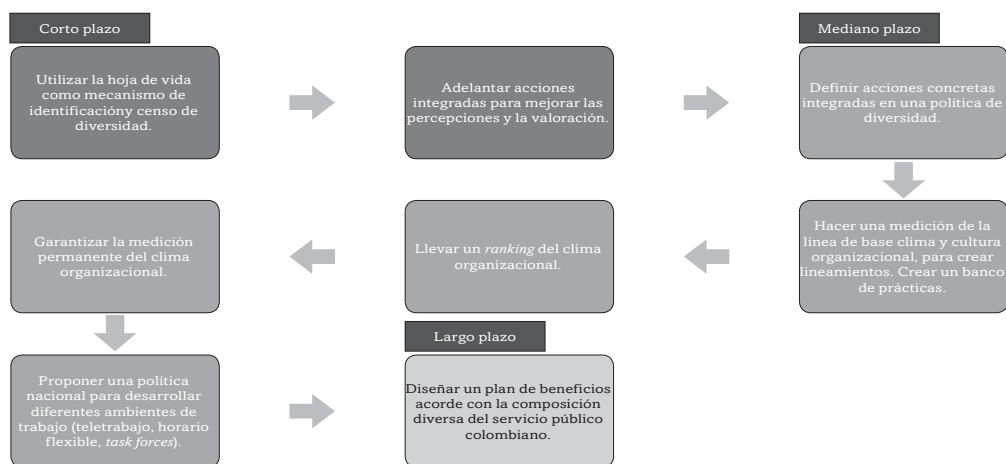 Corto plazo
Utilizar la hoja de vida
como mecanismo de
identificacióny censo de
diversidad.
Adelantar acciones
integradas para mejorar las
percepciones y la valoración.
Mediano plazo
Definir acciones concretas
integradas en una política de
diversidad.
Hacer una medición de la
línea de base clima y cultura
organizacional, para crear
lineamientos. Crear un banco
de prácticas.
Llevar un ranking del clima
organizacional.
Garantizar la medición
permanente del clima
organizacional.
Proponer una política
nacional para desarrollar
diferentes ambientes de
trabajo (teletrabajo, horario
flexible, task forces).
Largo plazo
Diseñar un plan de beneficios
acorde con la composición
diversa del servicio público
colombiano.